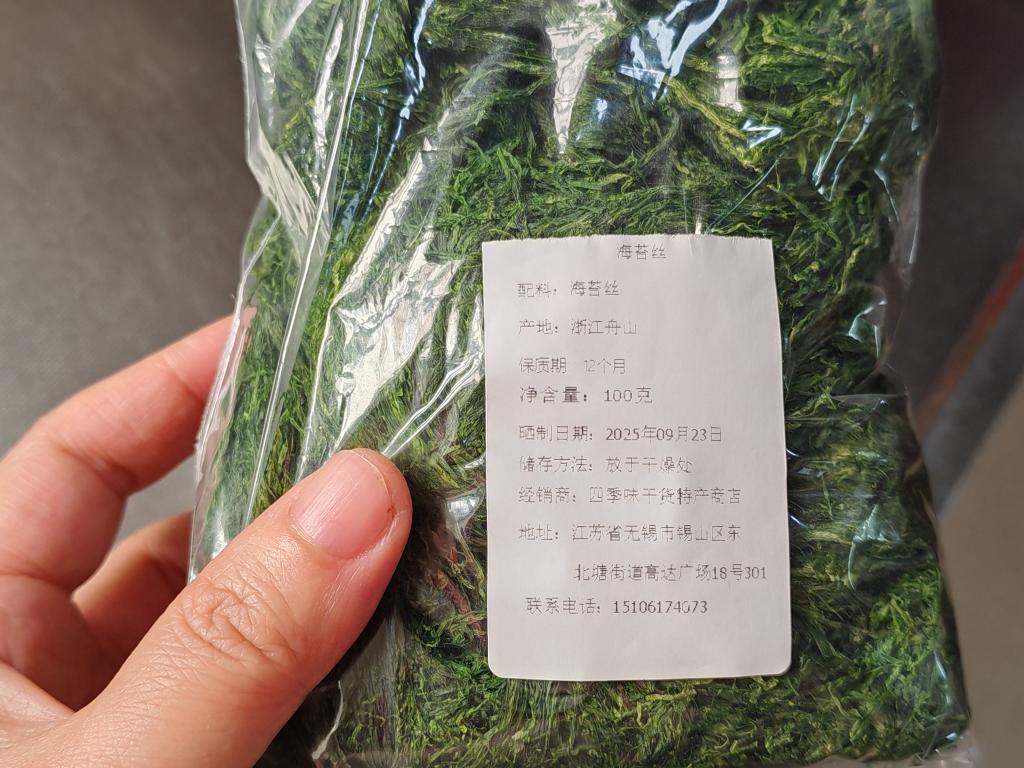 海苔丝
配料：海苔丝
产地：浙江舟山
保质期 12个月
净含量：100克
晒制日期：2025年09月23日
储存方法：放于干燥处
经销商：四季味干货特产商店
地址：江苏省无锡市锡山区东
北塘街道高达广场18号301
联系电话：15106174073